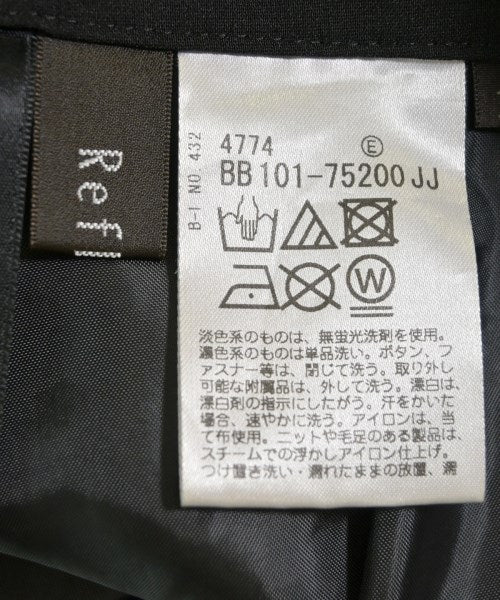 Ref
B-I NO. 432
4774 E
BB101-75200JJ
W
淡色系のものは、無蛍光洗剤を使用。
濃色系のものは単品洗い。ボタン、フ
ァスナー等は、閉じて洗う。取り外し
可能な附属品は、外して洗う。漂白は、
漂白剤の指示にしたがう。汗をかいた
場合、速やかに洗う。アイロンは、当
て布使用。ニットや毛足のある製品は、
スチームでの浮かしアイロン仕上げ。
つけ置き洗い・濡れたままの放置、濡